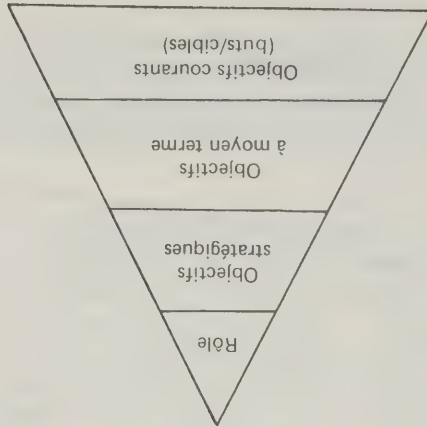 Rôle
Objectifs
stratégiques
Objectifs
à moyen terme
Objectifs courants
(buts/cibles)